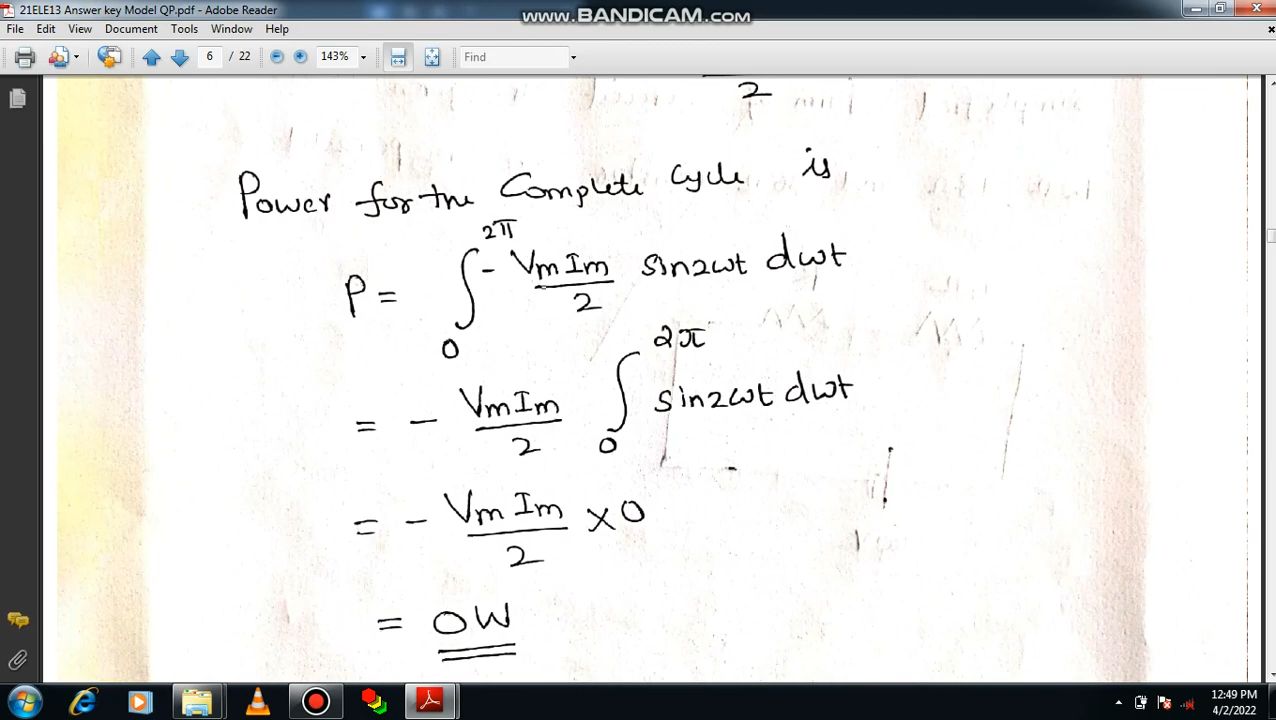 21ELE13 Answer key Model QP.pdf - Adobe Reader
www.BANDICAM.com
File Edit View Document Tools Window Help
6 / 22 143% Find
2
Power for the Complete cycle is
P = ∫₀^2π - VmIm/2 sin2ωt dωt
= - VmIm/2 ∫₀^2π sin2ωt dωt
= - VmIm/2 × 0
= 0W
12:49 PM
4/2/2022